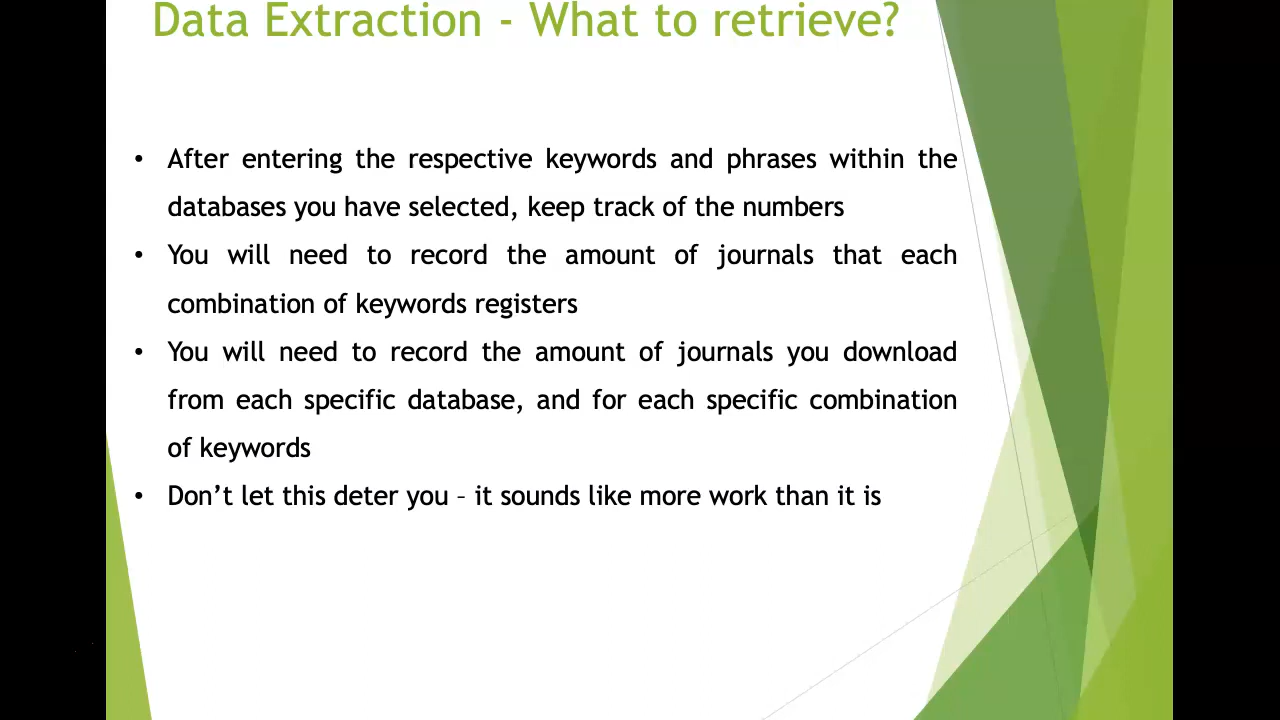 Data Extraction - What to retrieve?
• After entering the respective keywords and phrases within the
databases you have selected, keep track of the numbers
• You will need to record the amount of journals that each
combination of keywords registers
• You will need to record the amount of journals you download
from each specific database, and for each specific combination
of keywords
• Don’t let this deter you – it sounds like more work than it is